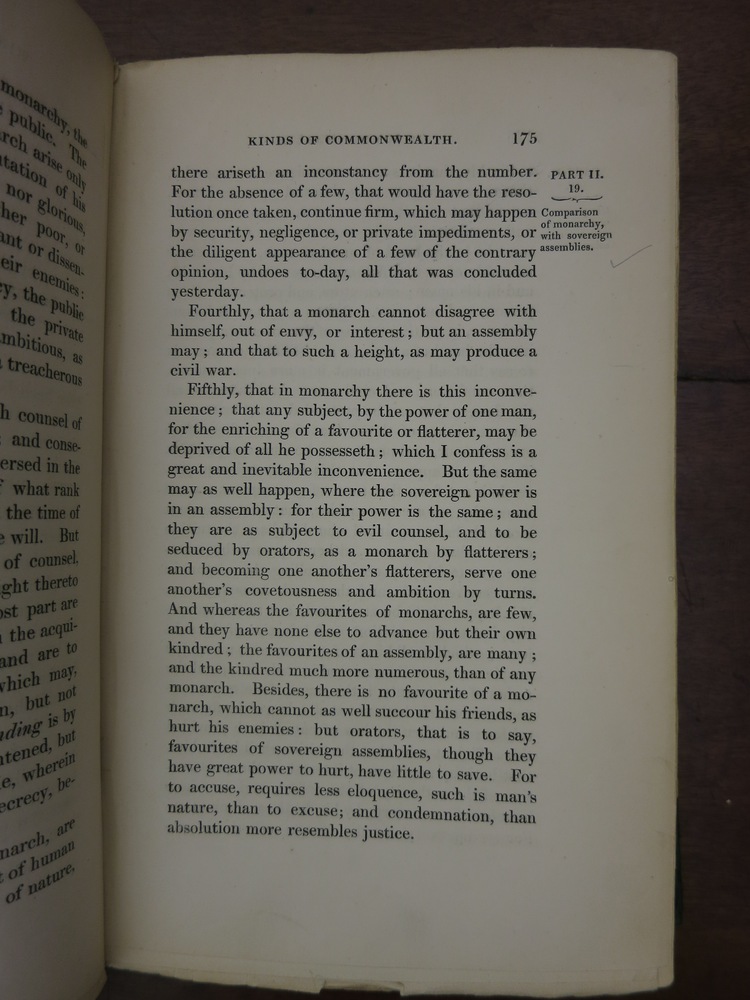 monarchy, the
public. The
rch arise only
tation of his
nor glorious,
her poor, or
ant or dissen-
eir enemies:
cy, the public
the private
mbitious, as
treacherous
h counsel of
; and conse-
ersed in the
what rank
the time of
e will. But
of counsel.
ght thereto
ost part are
the acqui-
and are to
which may,
n, but not
ding is by
htened, but
e, wherein
ecrecy, be-
narch, are
t of human
of nature,
KINDS OF COMMONWEALTH. 175
there ariseth an inconstancy from the number.
For the absence of a few, that would have the reso-
lution once taken, continue firm, which may happen
by security, negligence, or private impediments, or
the diligent appearance of a few of the contrary
opinion, undoes to-day, all that was concluded
yesterday.
Fourthly, that a monarch cannot disagree with
himself, out of envy, or interest; but an assembly
may; and that to such a height, as may produce a
civil war.
Fifthly, that in monarchy there is this inconve-
nience; that any subject, by the power of one man,
for the enriching of a favourite or flatterer, may be
deprived of all he possesseth; which I confess is a
great and inevitable inconvenience. But the same
may as well happen, where the sovereign power is
in an assembly: for their power is the same; and
they are as subject to evil counsel, and to be
seduced by orators, as a monarch by flatterers;
and becoming one another's flatterers, serve one
another's covetousness and ambition by turns.
And whereas the favourites of monarchs, are few,
and they have none else to advance but their own
kindred; the favourites of an assembly, are many;
and the kindred much more numerous, than of any
monarch. Besides, there is no favourite of a mo-
narch, which cannot as well succour his friends, as
hurt his enemies: but orators, that is to say,
favourites of sovereign assemblies, though they
have great power to hurt, have little to save. For
to accuse, requires less eloquence, such is man's
nature, than to excuse; and condemnation, than
absolution more resembles justice.
PART II.
19.
Comparison
of monarchy,
with sovereign
assemblies.